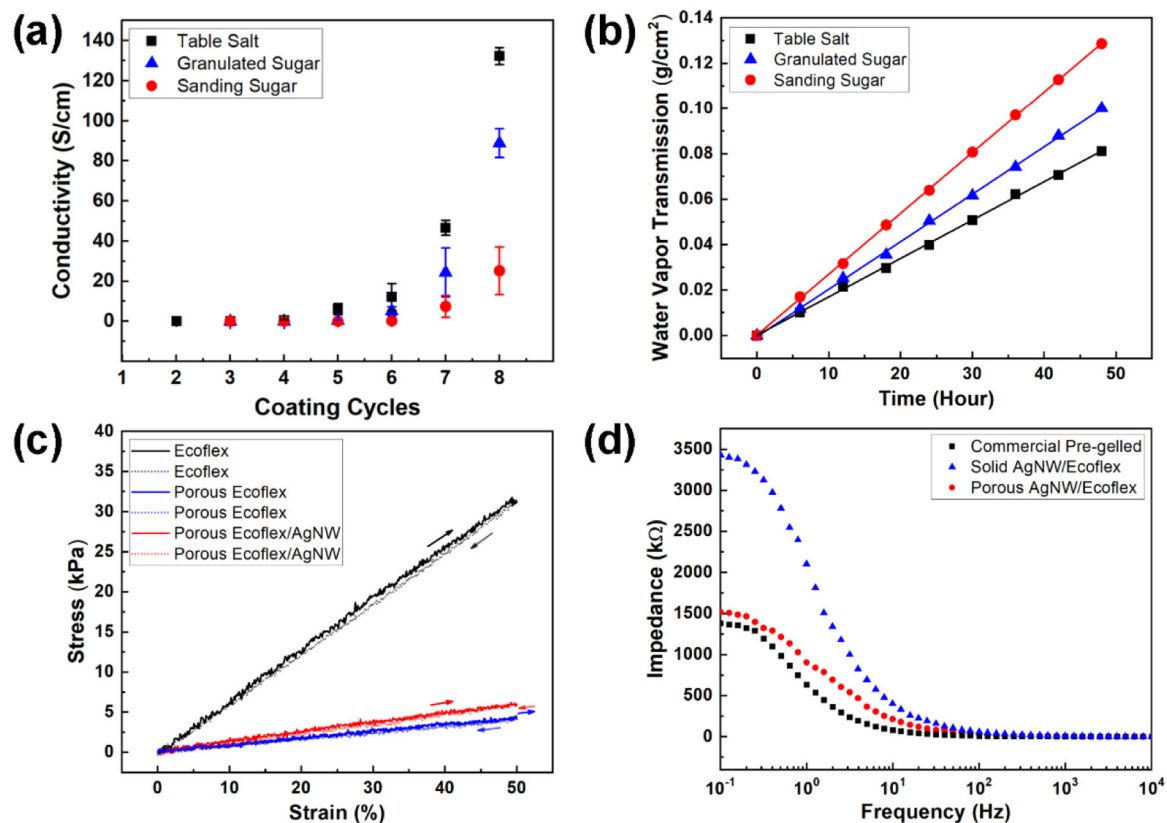 (a)
Table Salt
Granulated Sugar
Sanding Sugar
140
120
100
80
60
40
20
0
Conductivity (S/cm)
1 2 3 4 5 6 7 8
Coating Cycles
(b)
Table Salt
Granulated Sugar
Sanding Sugar
0.14
0.12
0.10
0.08
0.06
0.04
0.02
0.00
Water Vapor Transmission (g/cm²)
0 10 20 30 40 50
Time (Hour)
(c)
Ecoflex
Ecoflex
Porous Ecoflex
Porous Ecoflex
Porous Ecoflex/AgNW
Porous Ecoflex/AgNW
40
35
30
25
20
15
10
5
0
Stress (kPa)
0 10 20 30 40 50
Strain (%)
(d)
Commercial Pre-gelled
Solid AgNW/Ecoflex
Porous AgNW/Ecoflex
3500
3000
2500
2000
1500
1000
500
0
Impedance (kΩ)
10⁻¹ 10⁰ 10¹ 10² 10³ 10⁴
Frequency (Hz)